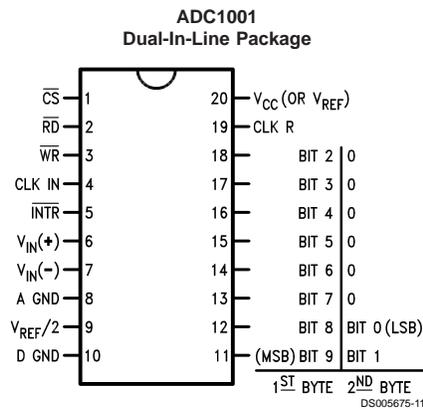 ADC1001
Dual-In-Line Package
CS 1 20 VCC (OR VREF)
RD 2 19 CLK R
WR 3 18 BIT 2 0
CLK IN 4 17 BIT 3 0
INTR 5 16 BIT 4 0
VIN(+) 6 15 BIT 5 0
VIN(-) 7 14 BIT 6 0
A GND 8 13 BIT 7 0
VREF/2 9 12 BIT 8 BIT 0 (LSB)
D GND 10 11 (MSB) BIT 9 BIT 1
1ST BYTE 2ND BYTE
DS005675-11